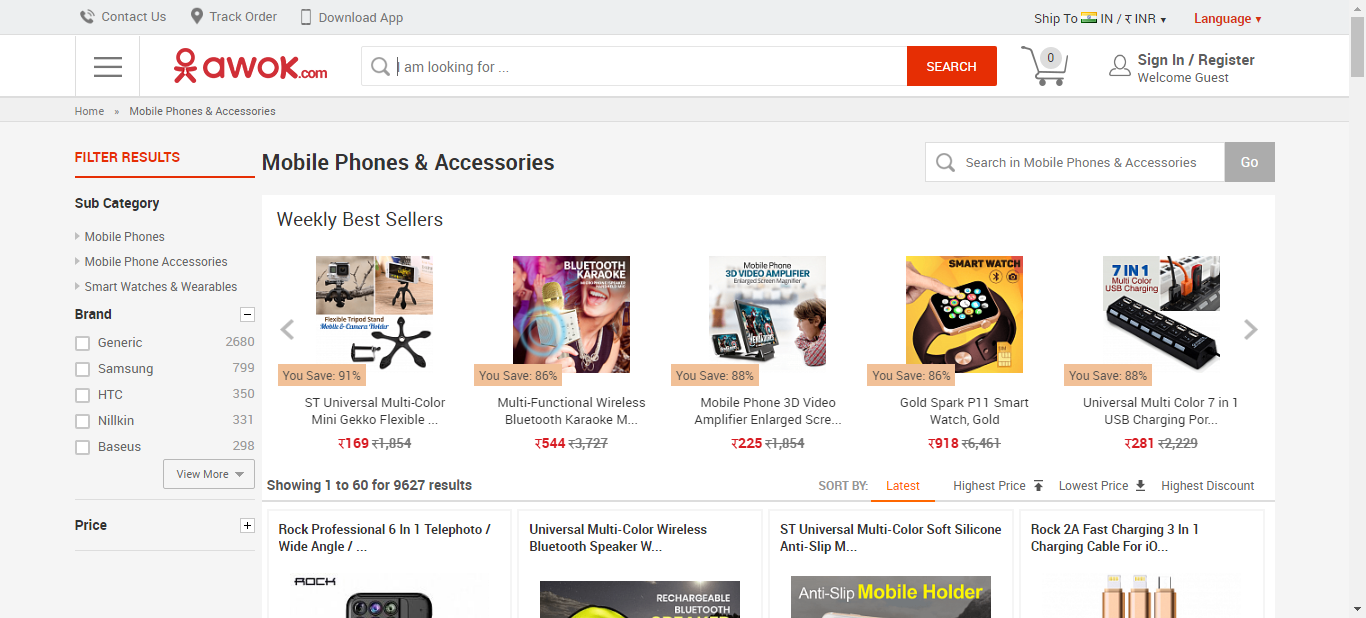 Contact Us
Track Order
Download App
Ship To IN / ₹ INR ▾
Language ▾
awok.com
I am looking for ...
SEARCH
0
Sign In / Register
Welcome Guest
Home » Mobile Phones & Accessories
FILTER RESULTS
Sub Category
Mobile Phones
Mobile Phone Accessories
Smart Watches & Wearables
Brand
Generic 2680
Samsung 799
HTC 350
Nillkin 331
Baseus 298
View More
Price
Mobile Phones & Accessories
Search in Mobile Phones & Accessories
Go
Weekly Best Sellers
Flexible Tripod Stand
Mobile & Camera Holder
You Save: 91%
ST Universal Multi-Color
Mini Gekko Flexible ...
₹169 ₹1,854
BLUETOOTH
KARAOKE
You Save: 86%
Multi-Functional Wireless
Bluetooth Karaoke M...
₹544 ₹3,727
Mobile Phone
3D VIDEO AMPLIFIER
Enlarged Screen Magnifier
You Save: 88%
Mobile Phone 3D Video
Amplifier Enlarged Scre...
₹225 ₹1,854
SMART WATCH
You Save: 86%
Gold Spark P11 Smart
Watch, Gold
₹918 ₹6,461
7 IN 1
Multi Color
USB Charging
You Save: 88%
Universal Multi Color 7 in 1
USB Charging Por...
₹281 ₹2,229
Showing 1 to 60 for 9627 results
SORT BY: Latest Highest Price Lowest Price Highest Discount
Rock Professional 6 In 1 Telephoto /
Wide Angle / ...
ROCK
Universal Multi-Color Wireless
Bluetooth Speaker W...
RECHARGEABLE
BLUETOOTH
SPEAKER
ST Universal Multi-Color Soft Silicone
Anti-Slip M...
Anti-Slip Mobile Holder
Rock 2A Fast Charging 3 In 1
Charging Cable For iO...